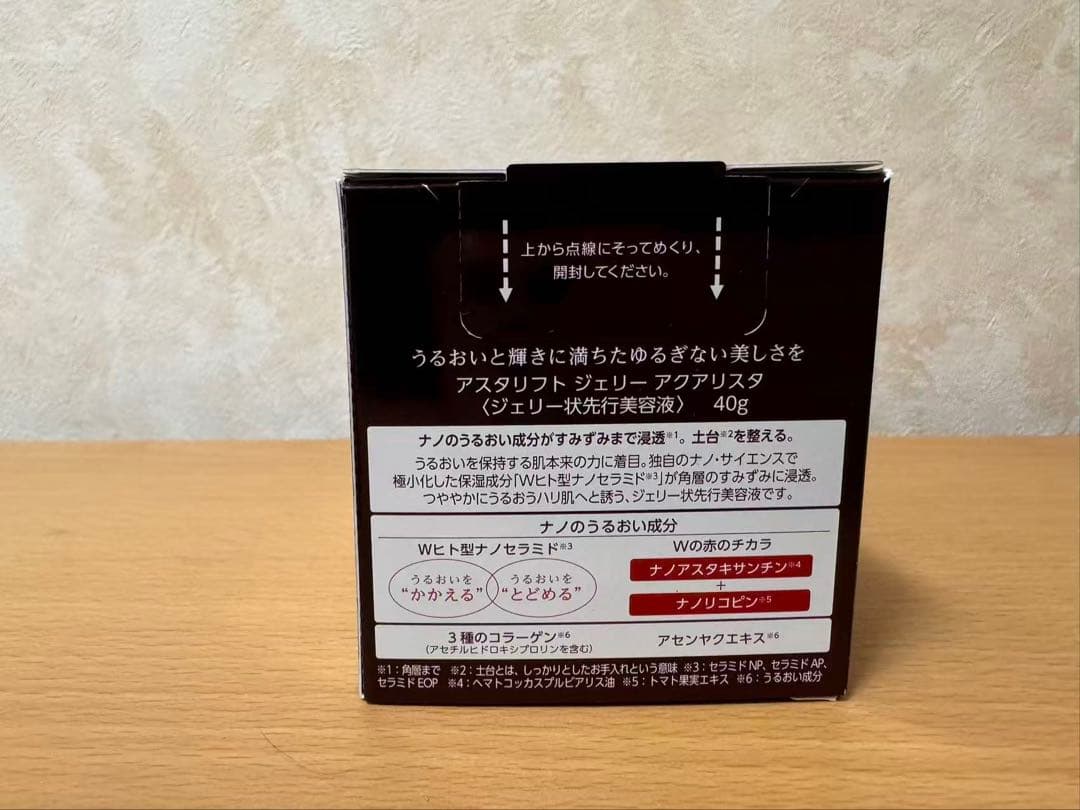 上から点線にそってめくり、
開封してください。
うるおいと輝きに満ちたゆるぎない美しさを
アスタリフト ジェリー アクアリスタ
〈ジェリー状先行美容液〉 40g
ナノのうるおい成分がすみずみまで浸透※1。土台※2を整える。
うるおいを保持する肌本来の力に着目。独自のナノ・サイエンスで
極小化した保湿成分「Wヒト型ナノセラミド※3」が角層のすみずみに浸透。
つややかにうるおうハリ肌へと誘う、ジェリー状先行美容液です。
ナノのうるおい成分
Wヒト型ナノセラミド※3
うるおいを
“かかえる”
うるおいを
“とどめる”
Wの赤のチカラ
ナノアスタキサンチン※4
+
ナノリコピン※5
3種のコラーゲン※6
(アセチルヒドロキシプロリンを含む)
アセンヤクエキス※6
※1：角層まで ※2：土台とは、しっかりとしたお手入れという意味 ※3：セラミドNP、セラミドAP、
セラミドEOP ※4：ヘマトコッカスプルビアリス油 ※5：トマト果実エキス ※6：うるおい成分